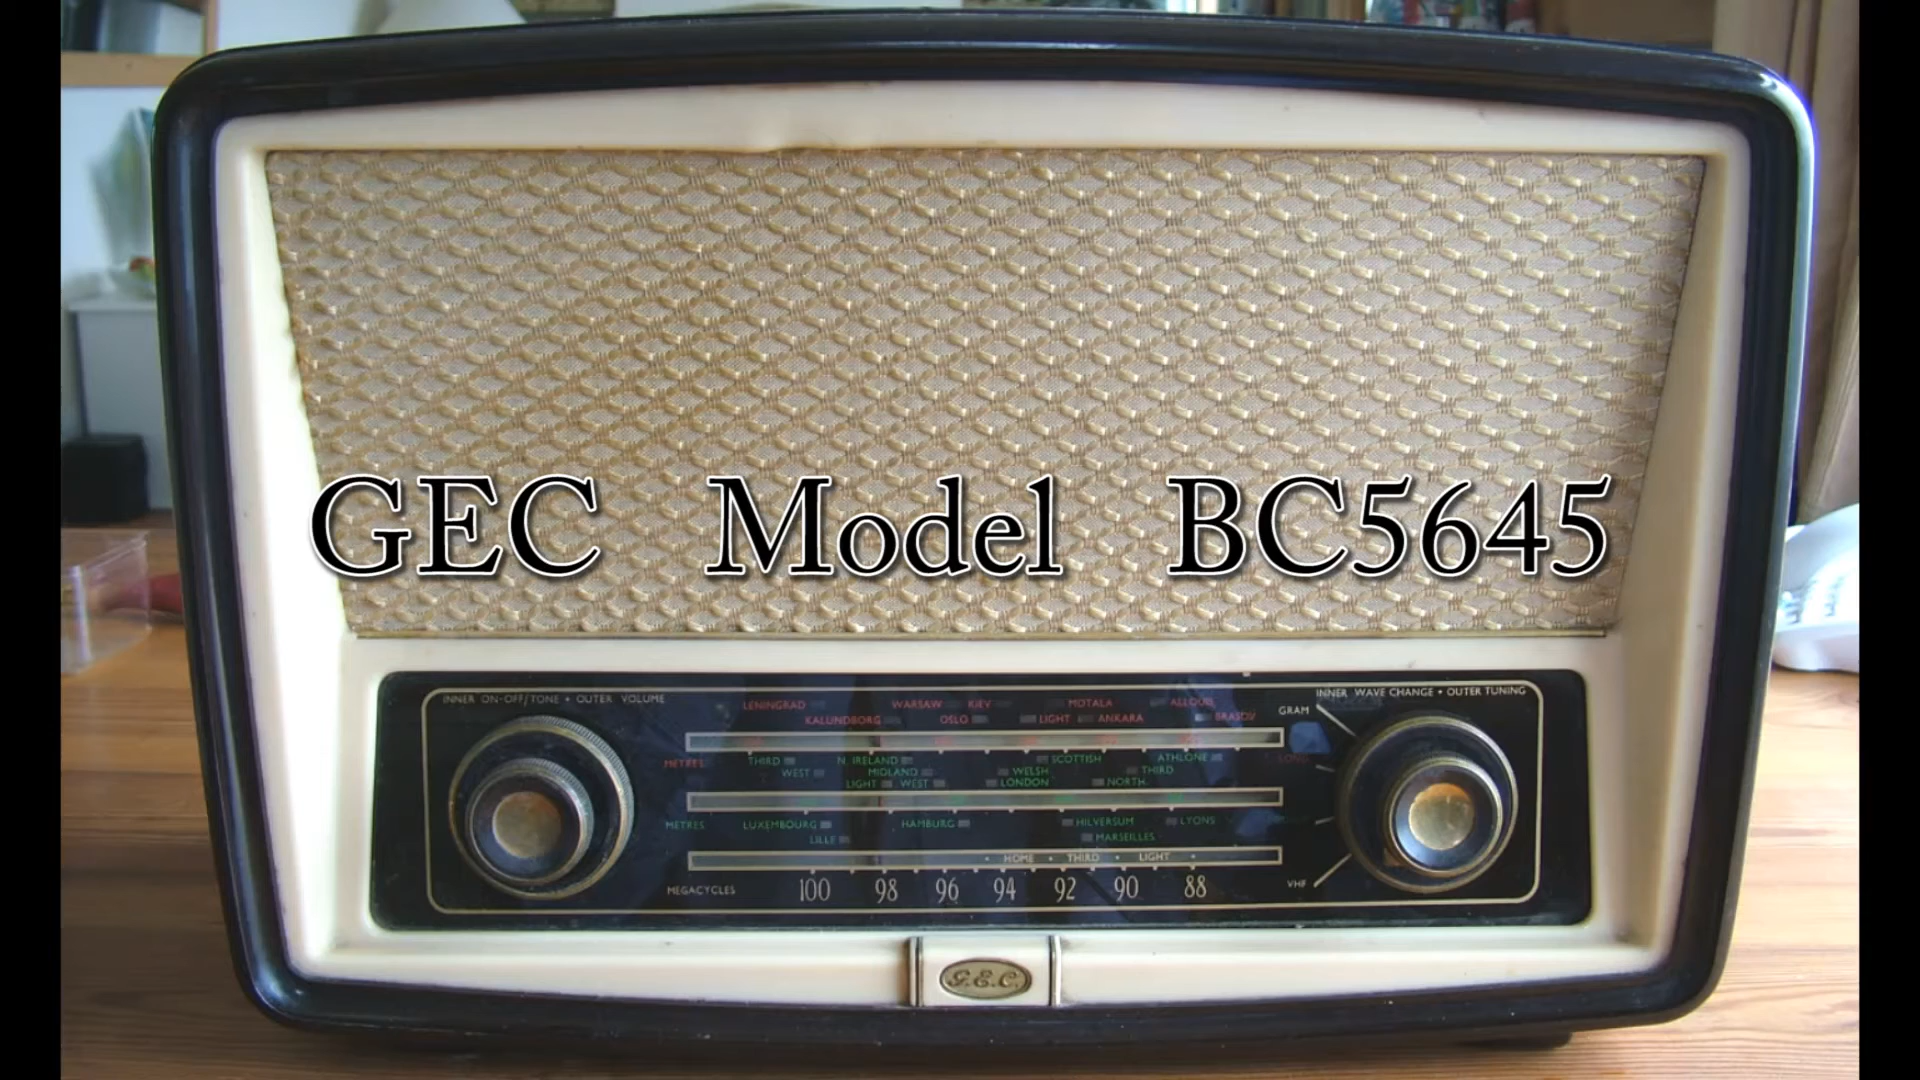 GEC Model BC5645
INNER ON-OFF/TONE • OUTER VOLUME
INNER WAVE CHANGE • OUTER TUNING
LENINGRAD WARSAW KIEV MOTALA ALLOUIS
KALUNDBORG OSLO LIGHT ANKARA BRASOV
GRAM
LONG
METRES
THIRD N. IRELAND SCOTTISH ATHLONE
WEST MIDLAND WELSH THIRD
LIGHT WEST LONDON NORTH
METRES LUXEMBOURG HAMBURG HILVERSUM LYONS
LILLE MARSEILLES
• HOME • THIRD • LIGHT •
MEGACYCLES 100 98 96 94 92 90 88
VHF
G.E.C.